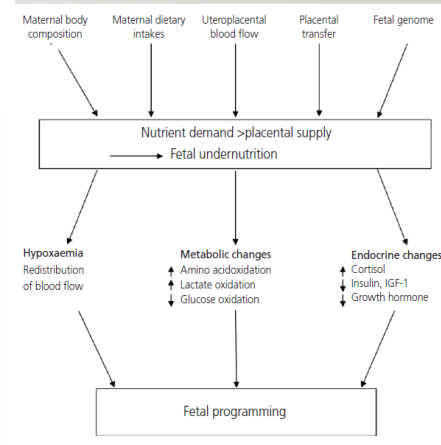 Maternal body
composition
Maternal dietary
intakes
Uteroplacental
blood flow
Placental
transfer
Fetal genome
Nutrient demand >placental supply
Fetal undernutrition
Hypoxaemia
Redistribution
of blood flow
Metabolic changes
Amino acidoxidation
Lactate oxidation
Glucose oxidation
Endocrine changes
Cortisol
Insulin, IGF-1
Growth hormone
Fetal programming